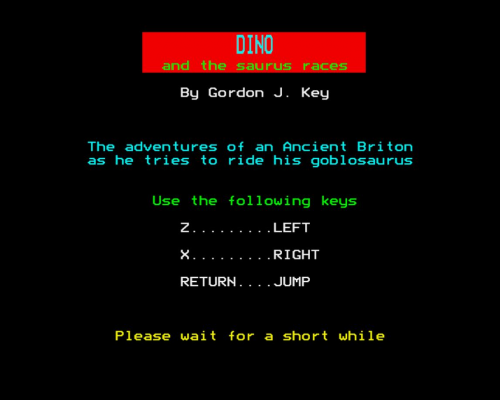 DINO
and the saurus races
By Gordon J. Key
The adventures of an Ancient Briton
as he tries to ride his goblosaurus
Use the following keys
Z.........LEFT
X.........RIGHT
RETURN....JUMP
Please wait for a short while